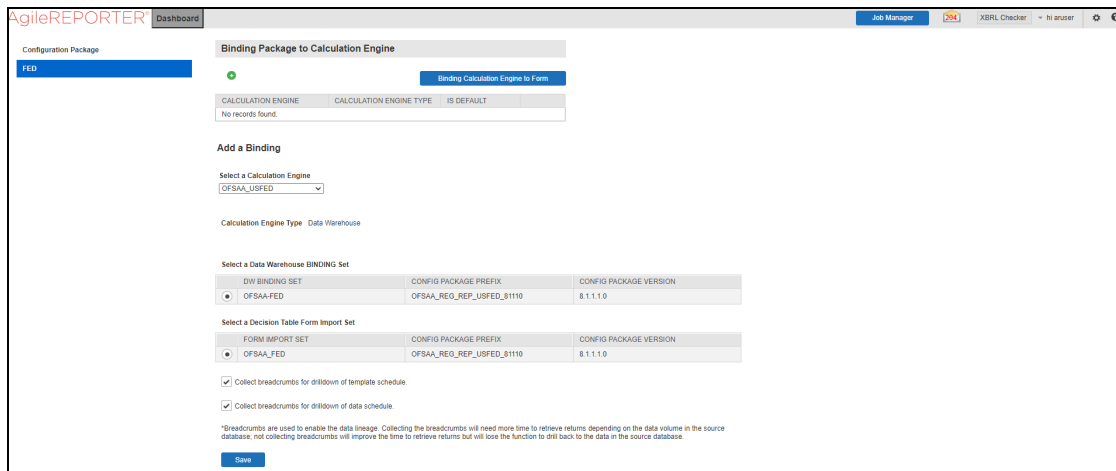 AgileREPORTER® Dashboard Job Manager 204 XBRL Checker hi aruser
Configuration Package
FED
Binding Package to Calculation Engine
Binding Calculation Engine to Form
CALCULATION ENGINE CALCULATION ENGINE TYPE IS DEFAULT
No records found.
Add a Binding
Select a Calculation Engine
OFSAA_USFED
Calculation Engine Type Data Warehouse
Select a Data Warehouse BINDING Set
DW BINDING SET CONFIG PACKAGE PREFIX CONFIG PACKAGE VERSION
OFSAA-FED OFSAA_REG_REP_USFED_81110 8.1.1.1.0
Select a Decision Table Form Import Set
FORM IMPORT SET CONFIG PACKAGE PREFIX CONFIG PACKAGE VERSION
OFSAA_FED OFSAA_REG_REP_USFED_81110 8.1.1.1.0
Collect breadcrumbs for drilldown of template schedule.
Collect breadcrumbs for drilldown of data schedule.
*Breadcrumbs are used to enable the data lineage. Collecting the breadcrumbs will need more time to retrieve returns depending on the data volume in the source
database; not collecting breadcrumbs will improve the time to retrieve returns but will lose the function to drill back to the data in the source database.
Save